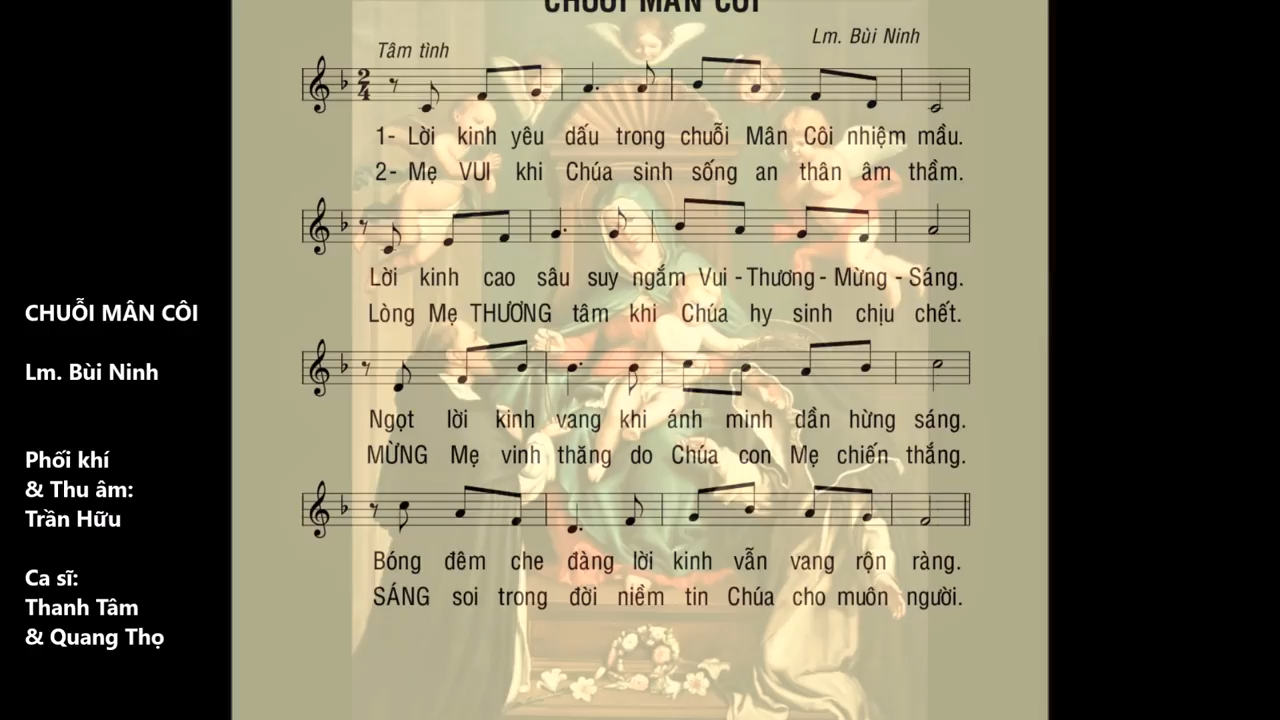 CHUỖI MÂN CÔI
Lm. Bùi Ninh
Phối khí
& Thu âm:
Trần Hữu
Ca sĩ:
Thanh Tâm
& Quang Thọ
CHUỖI MÂN CÔI
Tâm tình
Lm. Bùi Ninh
2
4
1- Lời kinh yêu dấu trong chuỗi Mân Côi nhiệm mầu.
2- Mẹ VUI khi Chúa sinh sống an thân âm thầm.
Lời kinh cao sâu suy ngắm Vui - Thương - Mừng - Sáng.
Lòng Mẹ THƯƠNG tâm khi Chúa hy sinh chịu chết.
Ngọt lời kinh vang khi ánh minh dần hừng sáng.
MỪNG Mẹ vinh thăng do Chúa con Mẹ chiến thắng.
Bóng đêm che đàng lời kinh vẫn vang rộn ràng.
SÁNG soi trong đời niềm tin Chúa cho muôn người.